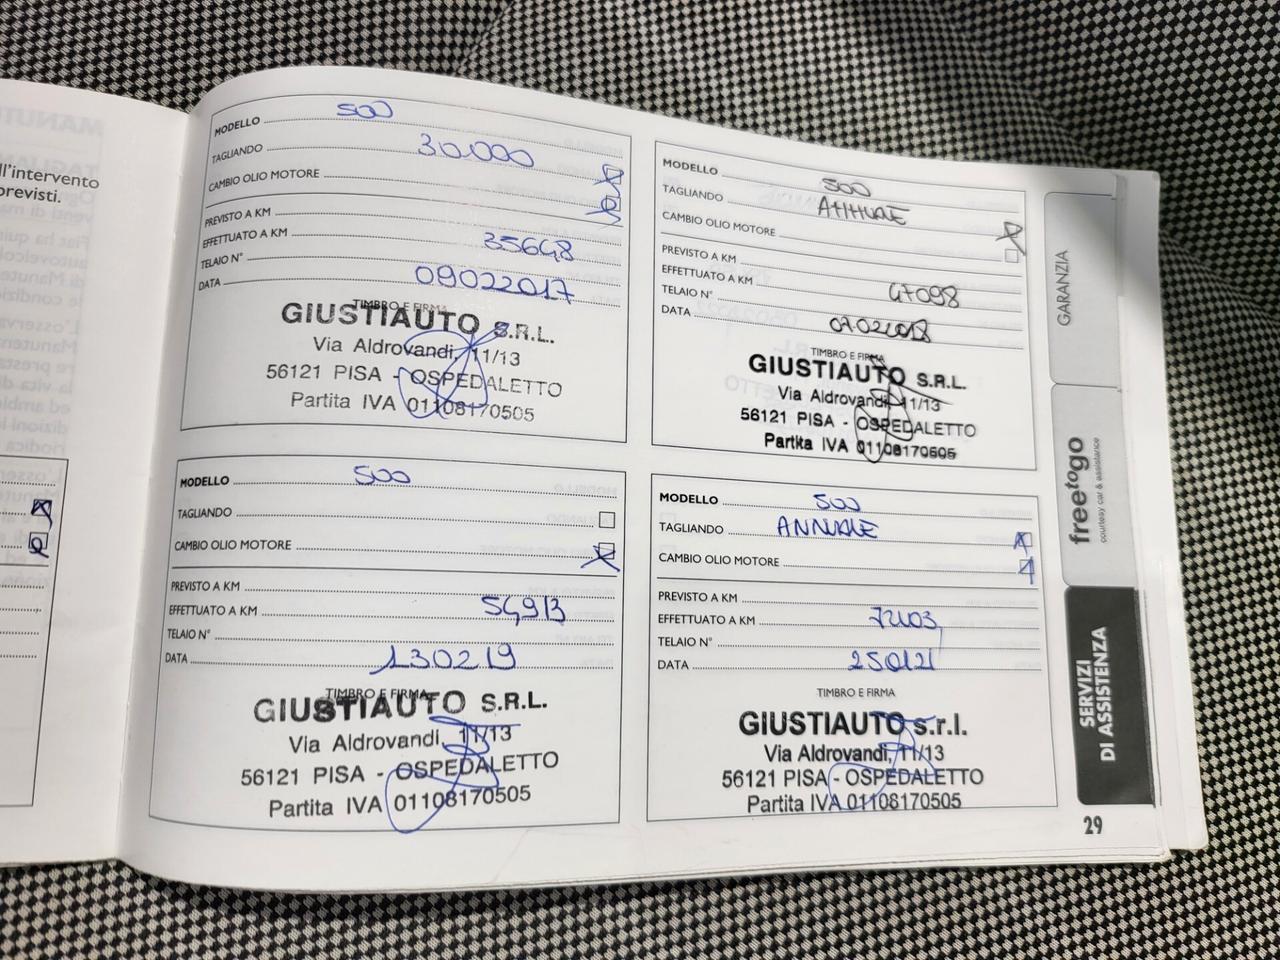 ll'intervento
previsti.
MODELLO 500
TAGLIANDO 30.000
CAMBIO OLIO MOTORE
PREVISTO A KM
EFFETTUATO A KM 35648
TELAIO N°
DATA 09022017
TIMBRO E FIRMA
GIUSTIAUTO S.R.L.
Via Aldrovandi, 11/13
56121 PISA - OSPEDALETTO
Partita IVA 01108170505
MODELLO 500
TAGLIANDO ANNUALE
CAMBIO OLIO MOTORE
PREVISTO A KM
EFFETTUATO A KM 47098
TELAIO N°
DATA 07022018
TIMBRO E FIRMA
GIUSTIAUTO S.R.L.
Via Aldrovandi, 11/13
56121 PISA - OSPEDALETTO
Partita IVA 01108170505
MODELLO 500
TAGLIANDO
CAMBIO OLIO MOTORE
PREVISTO A KM
EFFETTUATO A KM 54913
TELAIO N°
DATA 130219
TIMBRO E FIRMA
GIUSTIAUTO S.R.L.
Via Aldrovandi, 11/13
56121 PISA - OSPEDALETTO
Partita IVA 01108170505
MODELLO 500
TAGLIANDO ANNUALE
CAMBIO OLIO MOTORE
PREVISTO A KM
EFFETTUATO A KM
TELAIO N°
DATA 250121
TIMBRO E FIRMA
GIUSTIAUTO s.r.l.
Via Aldrovandi, 11/13
56121 PISA - OSPEDALETTO
Partita IVA 01108170505
GARANZIA
freetogo
courtesy car & assistance
SERVIZI
DI ASSISTENZA
29